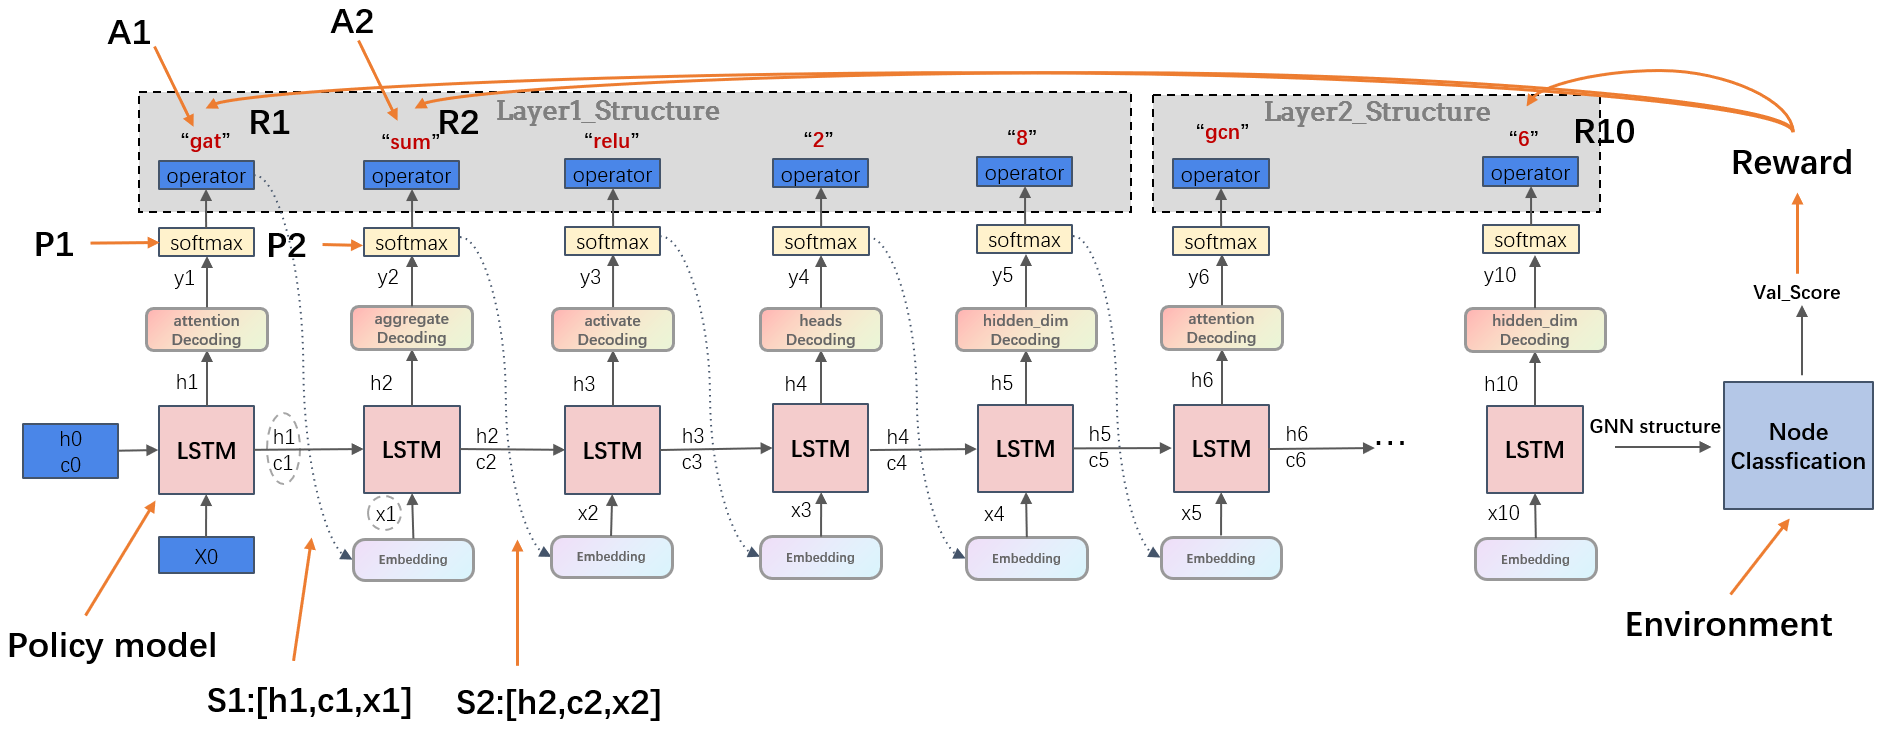 A1
A2
Layer1_Structure
Layer2_Structure
“gat”
R1
“sum”
R2
“relu”
“2”
“8”
“gcn”
“6”
R10
operator
operator
operator
operator
operator
operator
operator
Reward
P1
softmax
P2
softmax
softmax
softmax
softmax
softmax
softmax
y1
y2
y3
y4
y5
y6
y10
Val_Score
attention
Decoding
aggregate
Decoding
activate
Decoding
heads
Decoding
hidden_dim
Decoding
attention
Decoding
hidden_dim
Decoding
h1
h2
h3
h4
h5
h6
h10
h0
c0
LSTM
h1
c1
LSTM
h2
c2
LSTM
h3
c3
LSTM
h4
c4
LSTM
h5
c5
LSTM
h6
c6
...
LSTM
GNN structure
Node
Classfication
x1
x2
x3
x4
x5
x10
X0
Embedding
Embedding
Embedding
Embedding
Embedding
Embedding
Policy model
Environment
S1:[h1,c1,x1]
S2:[h2,c2,x2]